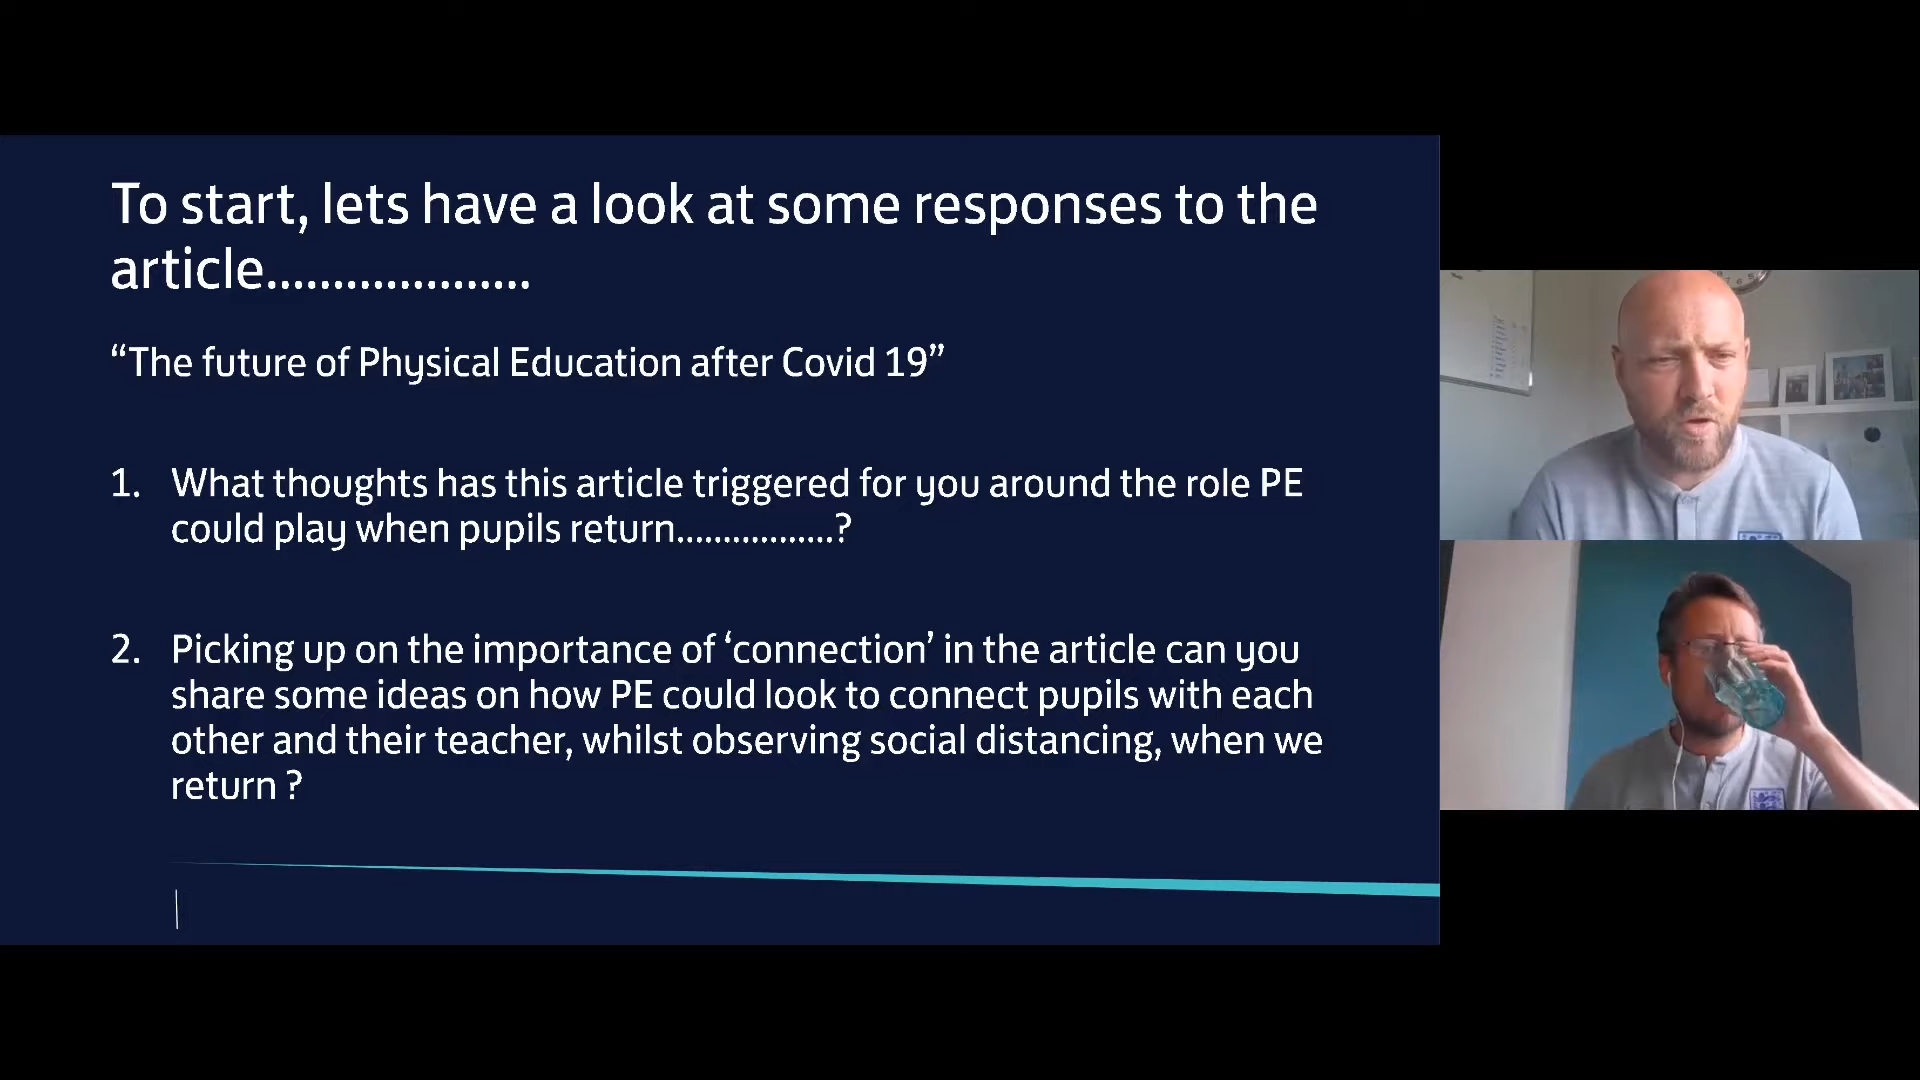 To start, lets have a look at some responses to the
article....................
“The future of Physical Education after Covid 19”
1. What thoughts has this article triggered for you around the role PE
could play when pupils return.................?
2. Picking up on the importance of ‘connection’ in the article can you
share some ideas on how PE could look to connect pupils with each
other and their teacher, whilst observing social distancing, when we
return ?